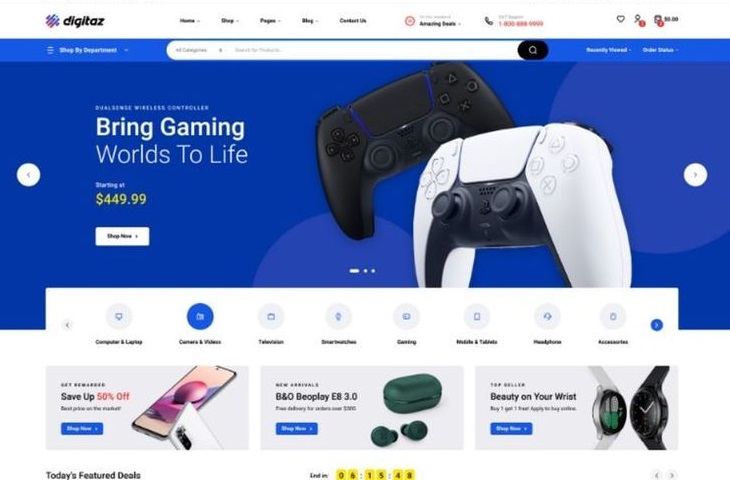 digitaz
Home
Shop
Pages
Blog
Contact Us
Amazing Deals
24/7 Support
1-800-888-9999
$0.00
Shop By Department
All Categories
Search for Products...
Recently Viewed
Order Status
DUALSENSE WIRELESS CONTROLLER
Bring Gaming
Worlds To Life
Starting at
$449.99
Shop Now
Computer & Laptop
Camera & Videos
Television
Smartwatches
Gaming
Mobile & Tablets
Headphone
Accessories
GET REWARDED
Save Up 50% Off
Best price on the market!
Shop Now
NEW ARRIVALS
B&O Beoplay E8 3.0
Free delivery for orders over $300
Shop Now
TOP SELLER
Beauty on Your Wrist
Buy 1 get 1 free! Apply to buy online.
Shop Now
Today's Featured Deals
End in: 0 6 : 1 5 : 4 8